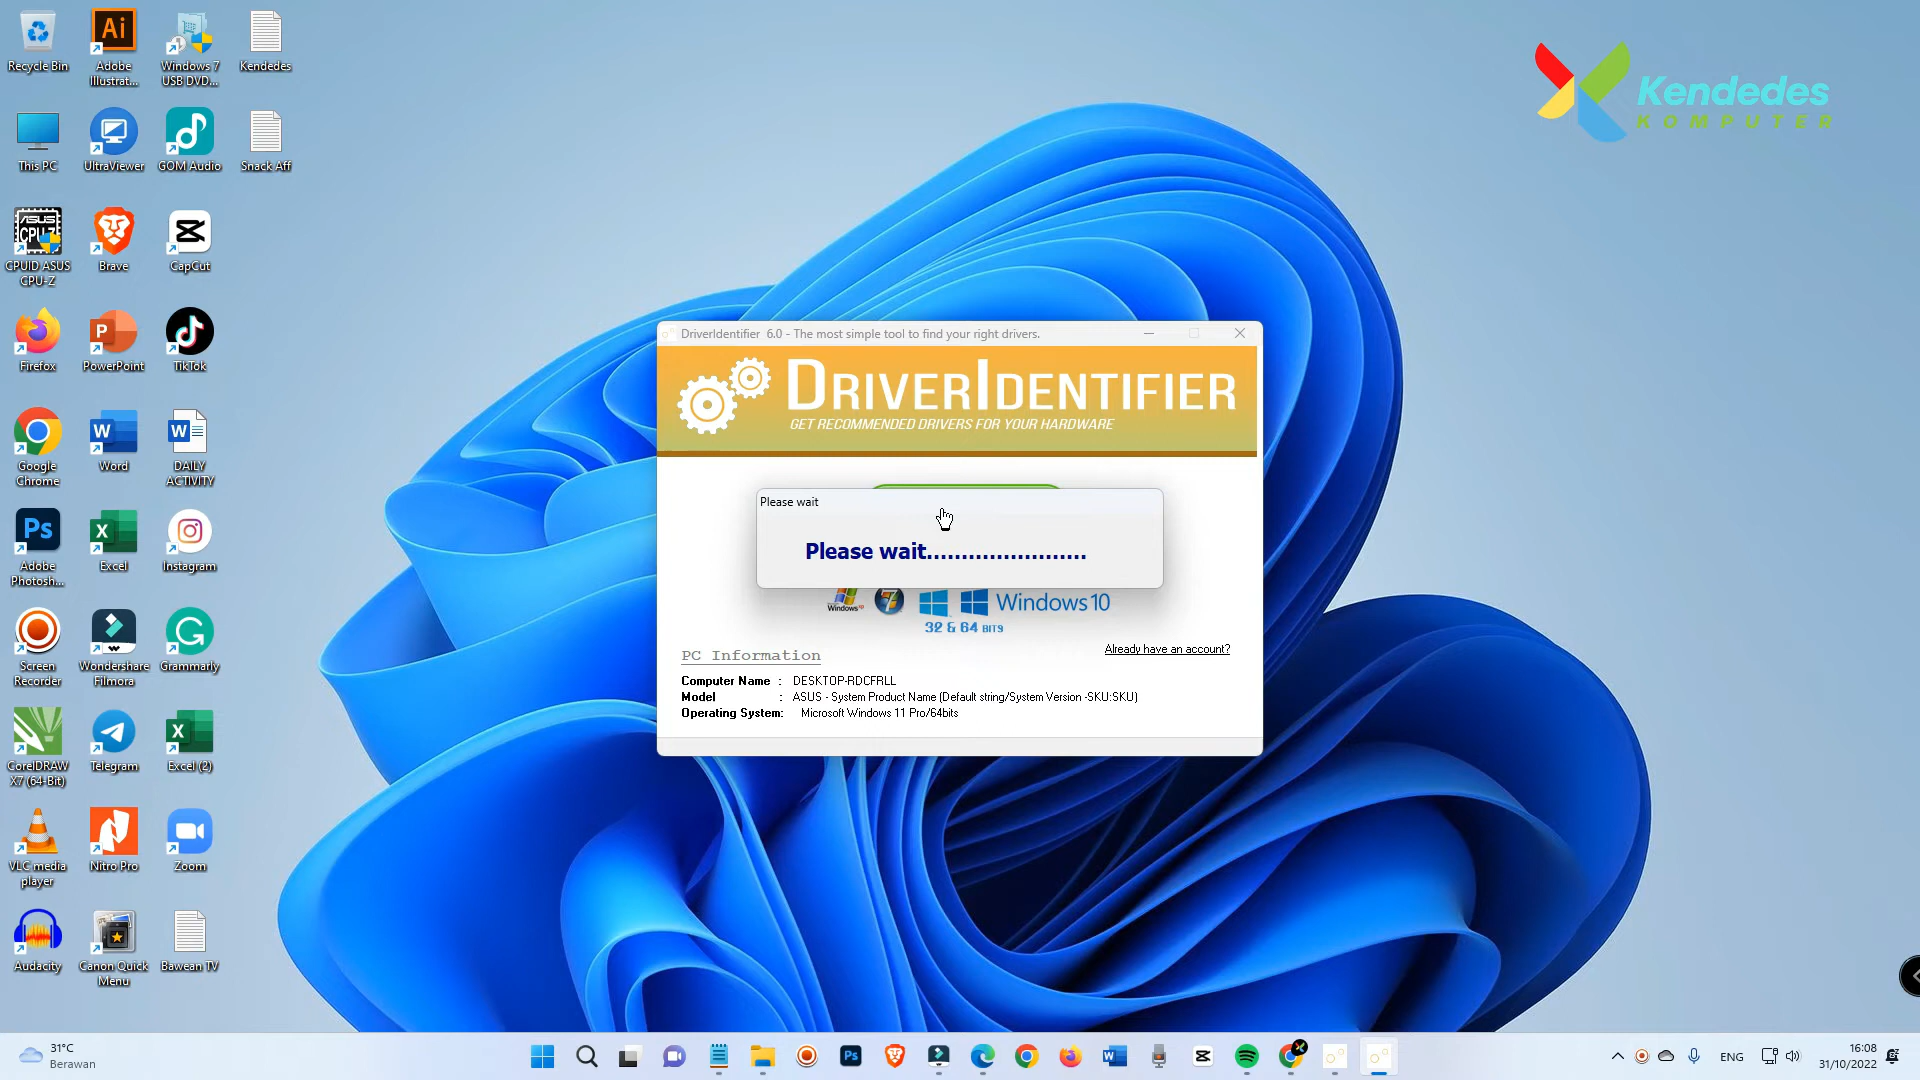 Recycle Bin
Adobe
Illustrat...
Windows 7
USB DVD...
Kendedes
This PC
UltraViewer
GOM Audio
Snack Aff
CPUID ASUS
CPU-Z
Brave
CapCut
Firefox
PowerPoint
TikTok
Google
Chrome
Word
DAILY
ACTIVITY
Adobe
Photosh...
Excel
Instagram
Screen
Recorder
Wondershare
Filmora
Grammarly
CorelDRAW
X7 (64-Bit)
Telegram
Excel (2)
VLC media
player
Nitro Pro
Zoom
Audacity
Canon Quick
Menu
Bawean TV
Kendedes
KOMPUTER
DriverIdentifier 6.0 - The most simple tool to find your right drivers.
DRIVERIDENTIFIER
GET RECOMMENDED DRIVERS FOR YOUR HARDWARE
Please wait
Please wait.......................
Windows xp
Windows 10
32 & 64 BITS
PC Information
Already have an account?
Computer Name : DESKTOP-RDCFRLL
Model : ASUS - System Product Name (Default string/System Version -SKU:SKU)
Operating System: Microsoft Windows 11 Pro/64bits
31°C
Berawan
ENG
16:08
31/10/2022